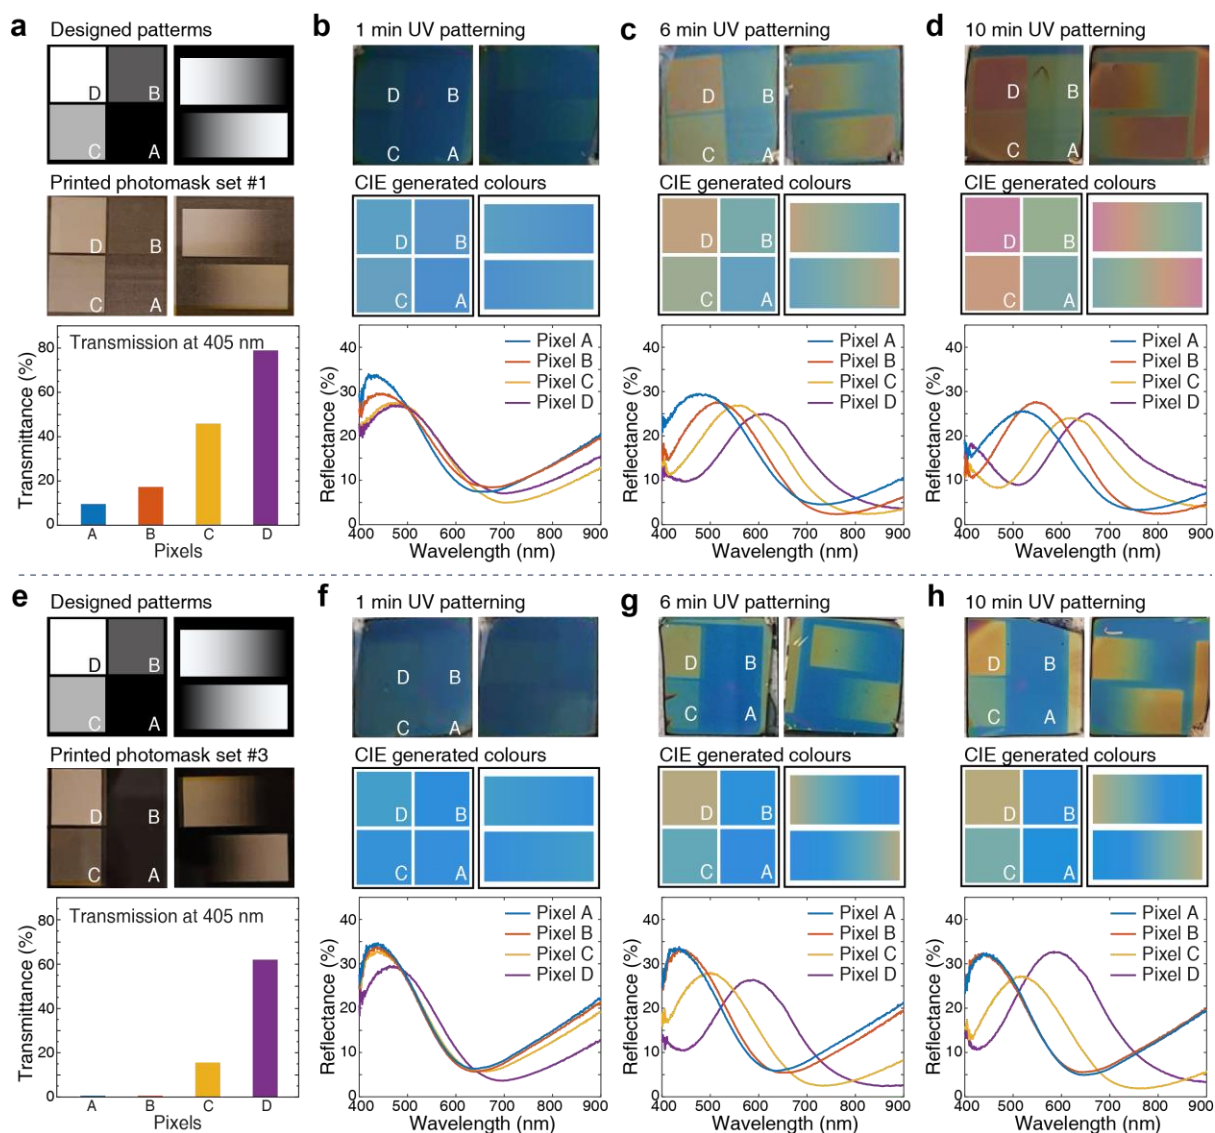 a
Designed patterns
D
B
C
A
Printed photomask set #1
D
B
C
A
Transmission at 405 nm
Transmittance (%)
80
60
40
20
0
A
B
C
D
Pixels
b
1 min UV patterning
D
B
C
A
CIE generated colours
D
B
C
A
Pixel A
Pixel B
Pixel C
Pixel D
Reflectance (%)
40
30
20
10
0
400 500 600 700 800 900
Wavelength (nm)
c
6 min UV patterning
D
B
C
A
CIE generated colours
D
B
C
A
Pixel A
Pixel B
Pixel C
Pixel D
Reflectance (%)
40
30
20
10
0
400 500 600 700 800 900
Wavelength (nm)
d
10 min UV patterning
D
B
C
A
CIE generated colours
D
B
C
A
Pixel A
Pixel B
Pixel C
Pixel D
Reflectance (%)
40
30
20
10
0
400 500 600 700 800 900
Wavelength (nm)
e
Designed patterns
D
B
C
A
Printed photomask set #3
D
B
C
A
Transmission at 405 nm
Transmittance (%)
80
60
40
20
0
A
B
C
D
Pixels
f
1 min UV patterning
D
B
C
A
CIE generated colours
D
B
C
A
Pixel A
Pixel B
Pixel C
Pixel D
Reflectance (%)
40
30
20
10
0
400 500 600 700 800 900
Wavelength (nm)
g
6 min UV patterning
D
B
C
A
CIE generated colours
D
B
C
A
Pixel A
Pixel B
Pixel C
Pixel D
Reflectance (%)
40
30
20
10
0
400 500 600 700 800 900
Wavelength (nm)
h
10 min UV patterning
D
B
C
A
CIE generated colours
D
B
C
A
Pixel A
Pixel B
Pixel C
Pixel D
Reflectance (%)
40
30
20
10
0
400 500 600 700 800 900
Wavelength (nm)